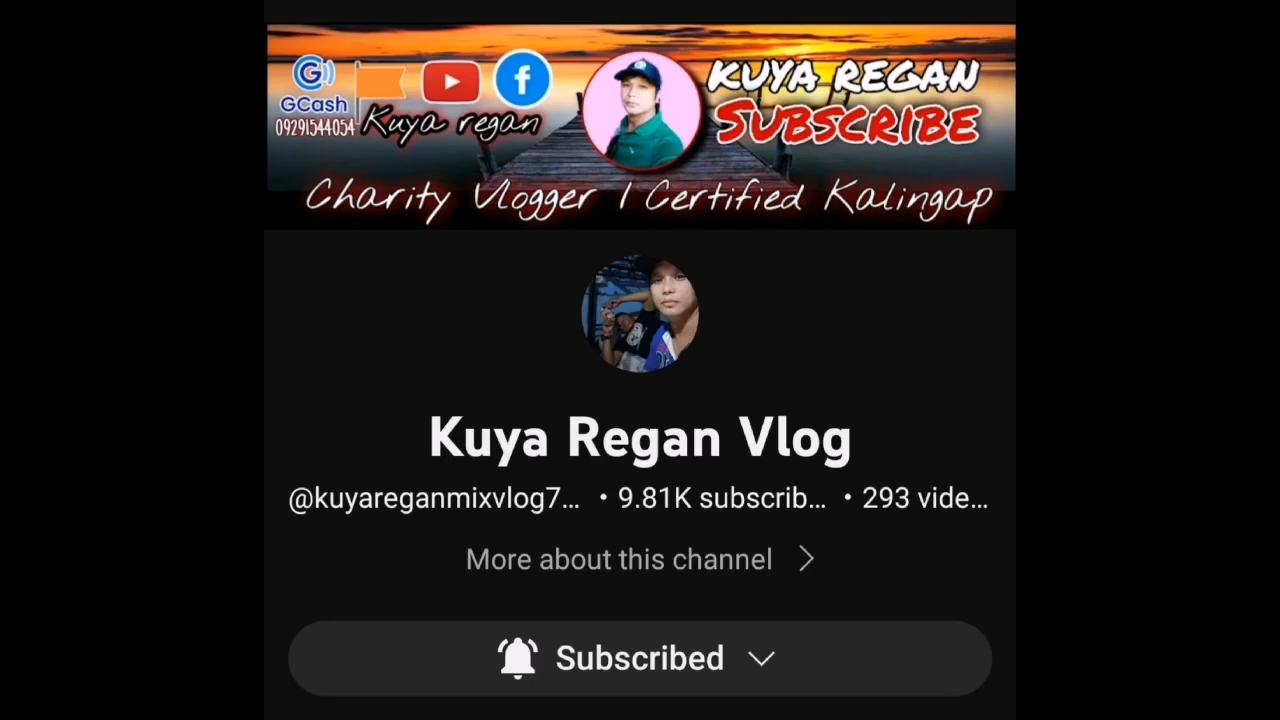 GCash
09291544054
Kuya regan
KUYA REGAN
SUBSCRIBE
Charity Vlogger | Certified Kalingap
Kuya Regan Vlog
@kuyareganmixvlog7... • 9.81K subscrib... • 293 vide...
More about this channel
Subscribed